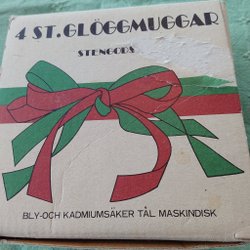 4 ST. GLÖGGMUGGAR
STENGODS
BLY-OCH KADMIUMSÄKER TÅL MASKINDISK